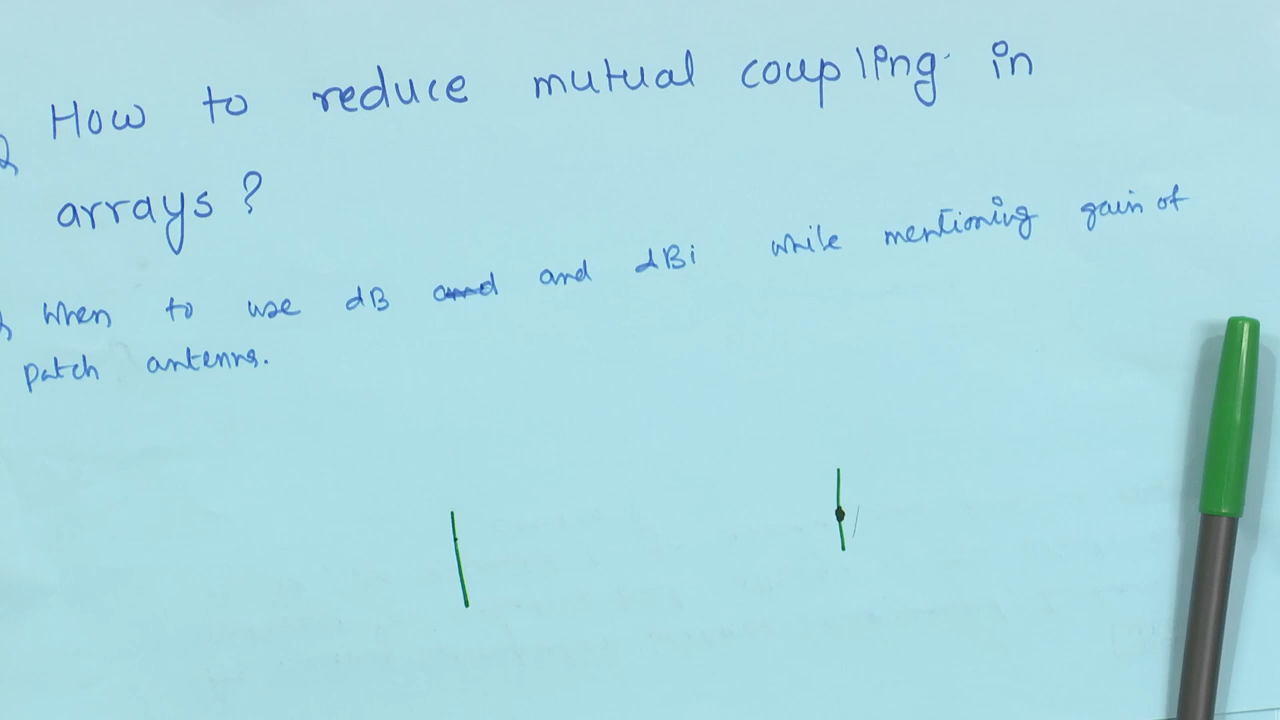 How to reduce mutual coupling in
arrays?
When to use dB and and dBi while mentioning gain of
patch antenna.